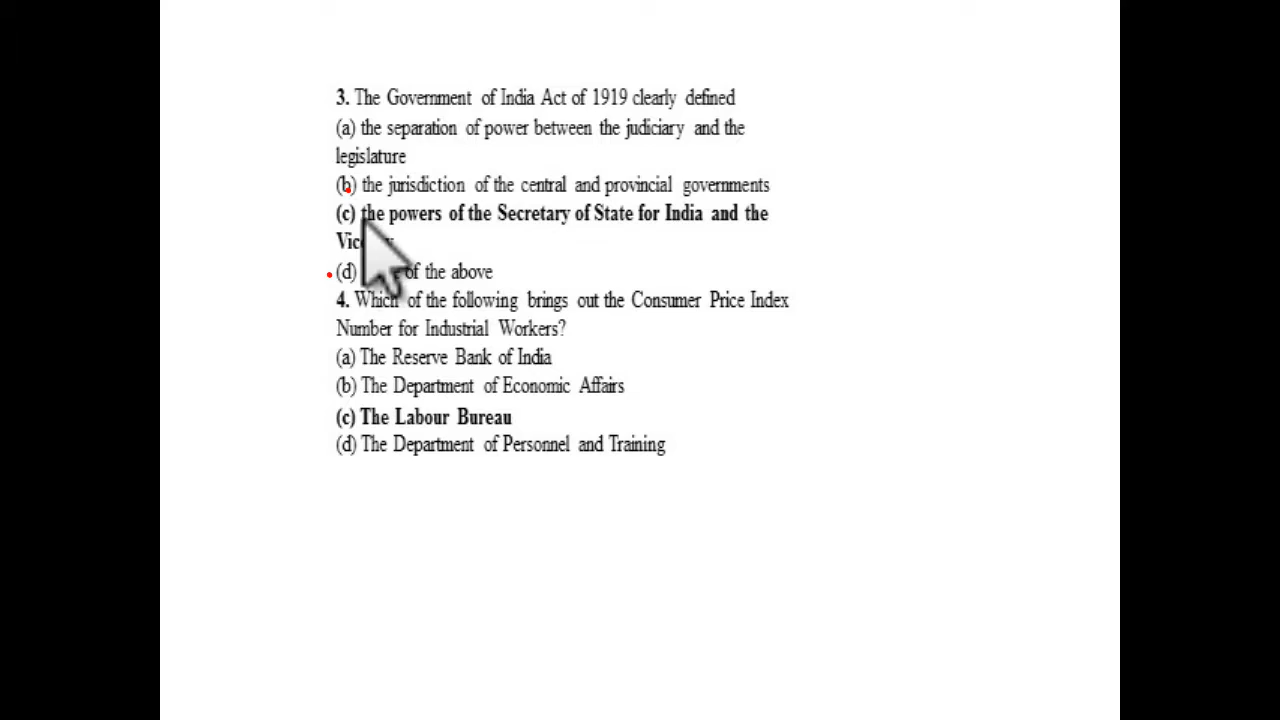 3. The Government of India Act of 1919 clearly defined
(a) the separation of power between the judiciary and the
legislature
(b) the jurisdiction of the central and provincial governments
(c) the powers of the Secretary of State for India and the
(d) of the above
4. Which of the following brings out the Consumer Price Index
Number for Industrial Workers?
(a) The Reserve Bank of India
(b) The Department of Economic Affairs
(c) The Labour Bureau
(d) The Department of Personnel and Training